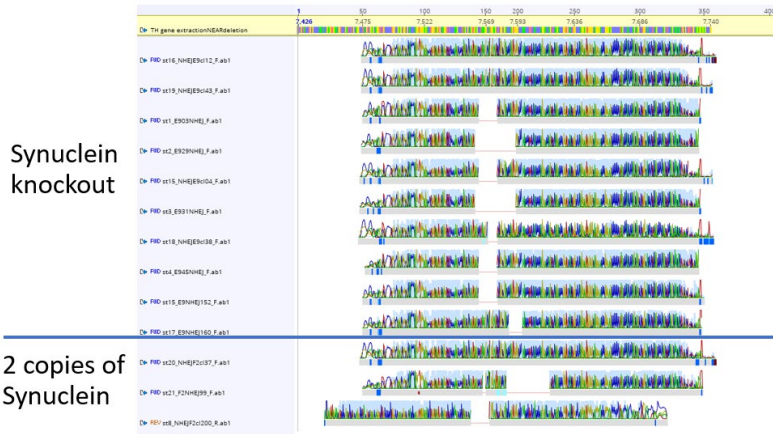 1 50 100 150 200 250 300 350 400
7,426 7,475 7,522 7,569 7,593 7,636 7,686 7,740
TH gene extractionNEARdeletion
FWD st16_NHEJE9cl12_F.ab1
FWD st19_NHEJE9cl43_F.ab1
FWD st1_E903NHEJ_F.ab1
FWD st2_E929NHEJ_F.ab1
Synuclein
knockout
FWD st15_NHEJE9cl04_F.ab1
FWD st3_E931NHEJ_F.ab1
FWD st18_NHEJE9cl38_F.ab1
FWD st4_E945NHEJ_F.ab1
FWD st15_E9NHEJ152_F.ab1
FWD st17_E9NHEJ160_F.ab1
2 copies of
Synuclein
FWD st20_NHEJF2cl37_F.ab1
FWD st21_F2NHEJ99_F.ab1
REV st8_NHEJF2cl200_R.ab1